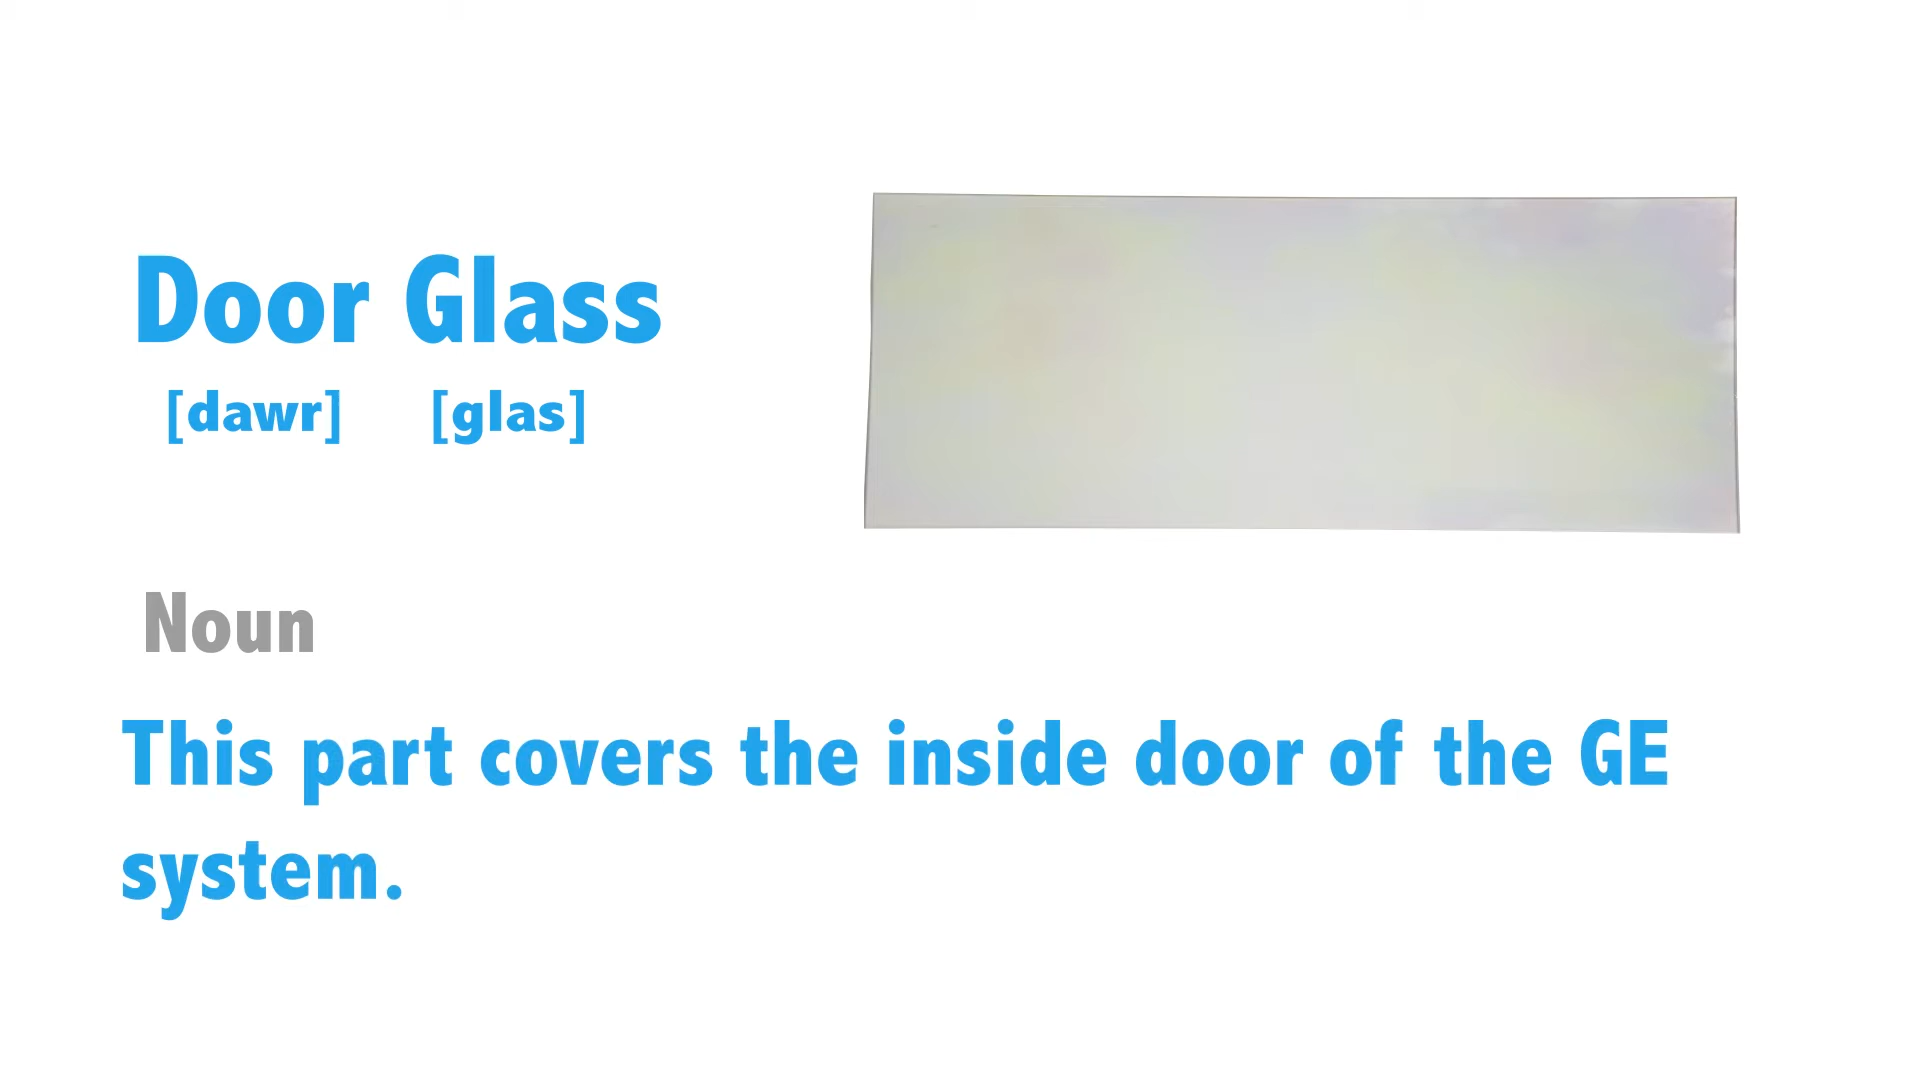 Door Glass
[dawr] [glas]
Noun
This part covers the inside door of the GE
system.